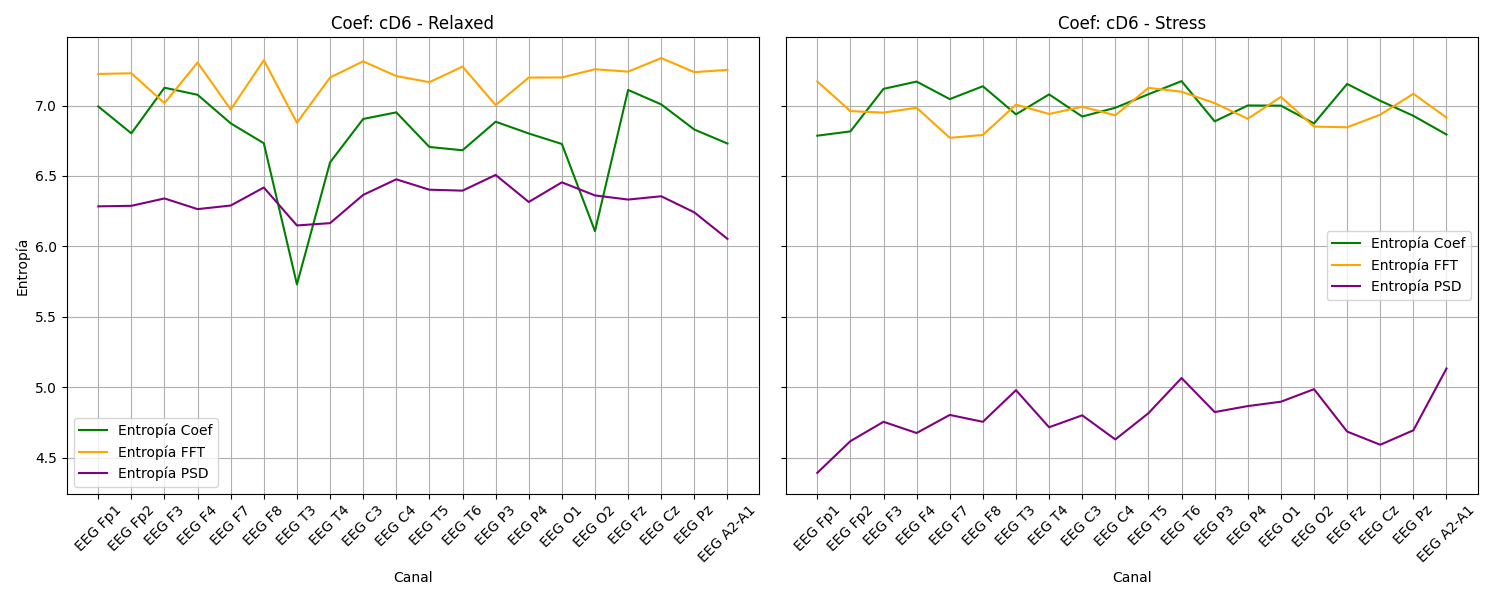 Coef: cD6 - Relaxed
Entropía
7.0
6.5
6.0
5.5
5.0
4.5
Entropía Coef
Entropía FFT
Entropía PSD
EEG Fp1
EEG Fp2
EEG F3
EEG F4
EEG F7
EEG F8
EEG T3
EEG T4
EEG C3
EEG C4
EEG T5
EEG T6
EEG P3
EEG P4
EEG O1
EEG O2
EEG Fz
EEG Cz
EEG Pz
EEG A2-A1
Canal
Coef: cD6 - Stress
Entropía Coef
Entropía FFT
Entropía PSD
EEG Fp1
EEG Fp2
EEG F3
EEG F4
EEG F7
EEG F8
EEG T3
EEG T4
EEG C3
EEG C4
EEG T5
EEG T6
EEG P3
EEG P4
EEG O1
EEG O2
EEG Fz
EEG Cz
EEG Pz
EEG A2-A1
Canal